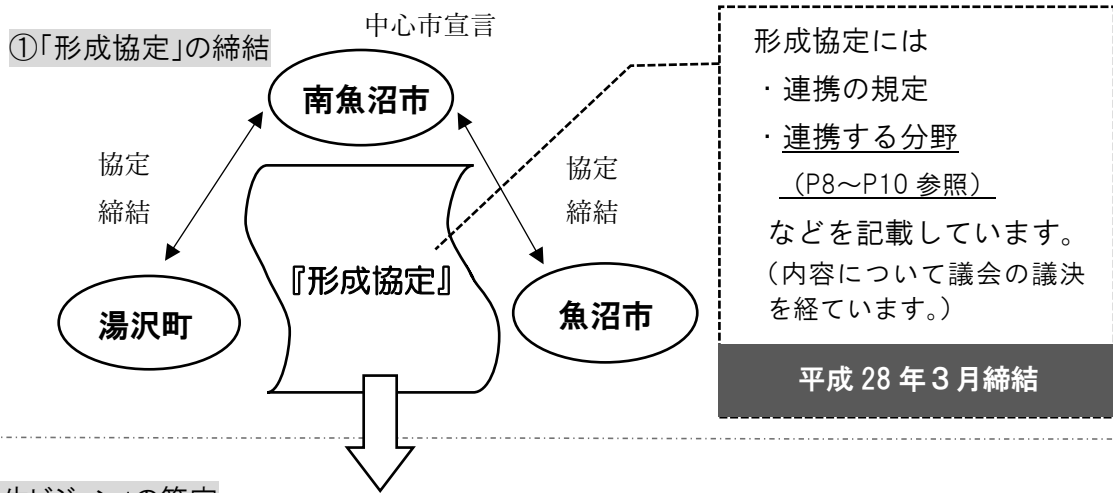 中心市宣言
①「形成協定」の締結
南魚沼市
協定
締結
協定
締結
『形成協定』
湯沢町
魚沼市
形成協定には
・連携の規定
・連携する分野
（P8～P10 参照）
などを記載しています。
（内容について議会の議決
を経ています。）
平成 28 年３月締結